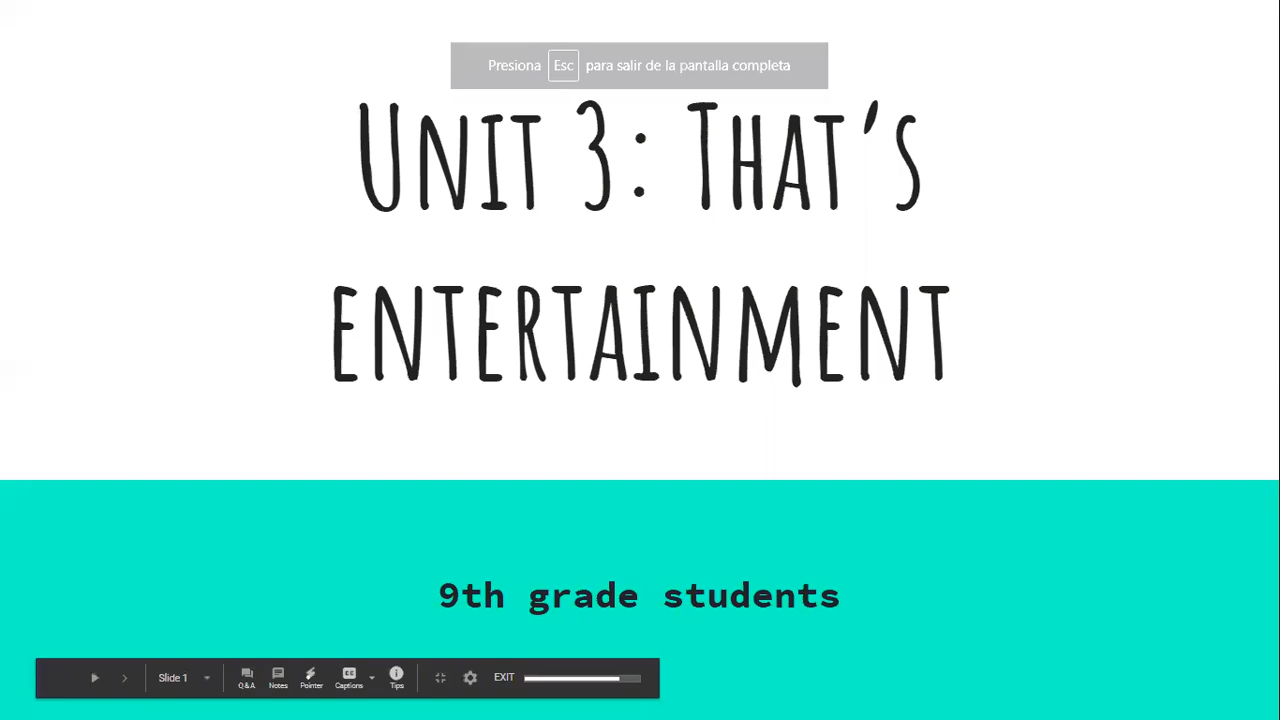 Presiona Esc para salir de la pantalla completa
UNIT 3: THAT'S
ENTERTAINMENT
9th grade students
Slide 1 Q&A Notes Pointer CC Captions Tips EXIT